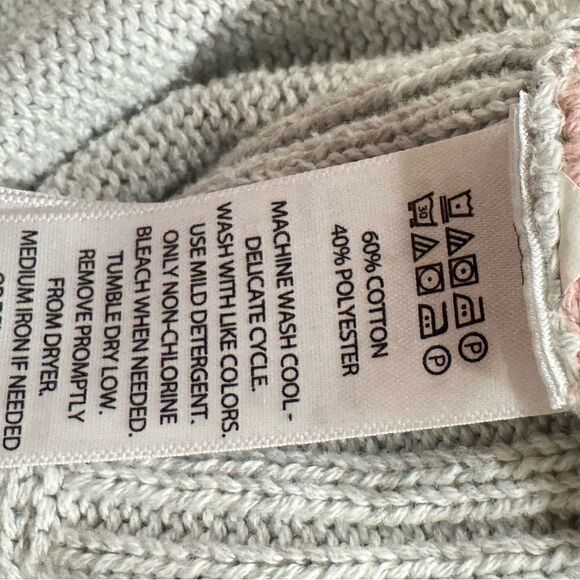 30
P
P
60% COTTON
40% POLYESTER
MACHINE WASH COOL -
DELICATE CYCLE.
WASH WITH LIKE COLORS.
USE MILD DETERGENT.
ONLY NON-CHLORINE
BLEACH WHEN NEEDED.
TUMBLE DRY LOW.
REMOVE PROMPTLY
FROM DRYER.
MEDIUM IRON IF NEEDED